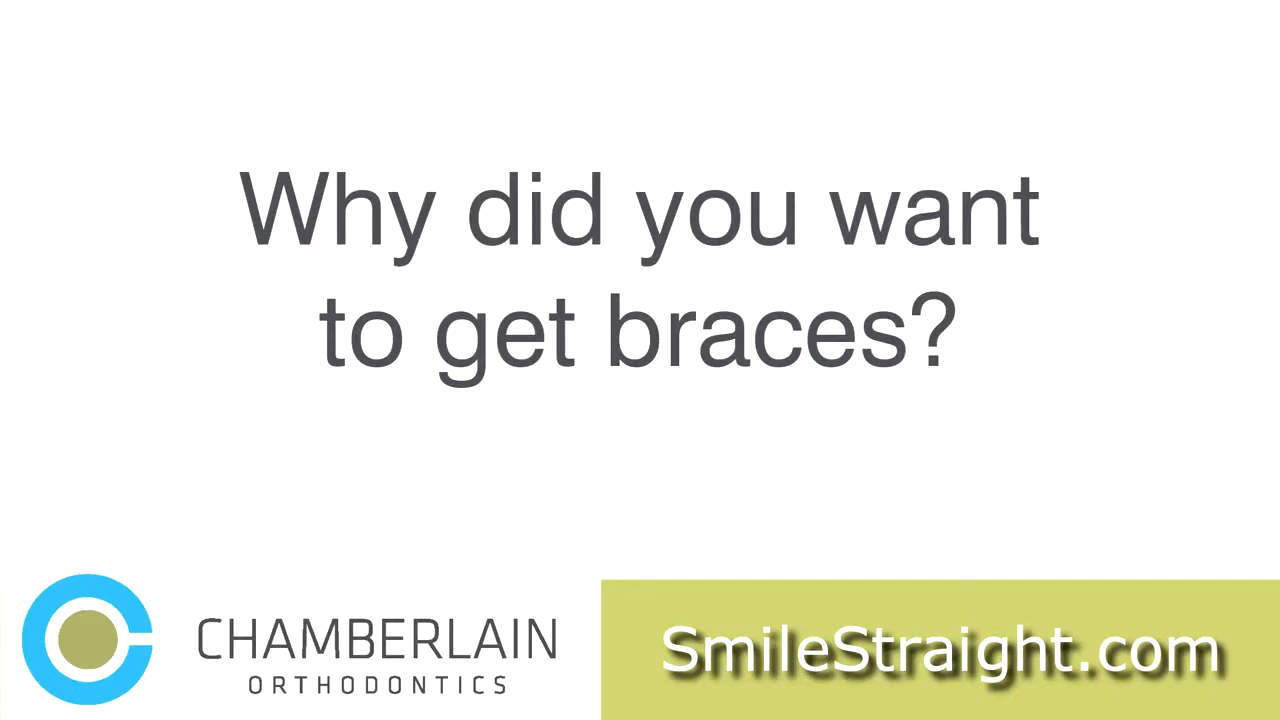 Why did you want
to get braces?
CHAMBERLAIN
ORTHODONTICS
SmileStraight.com